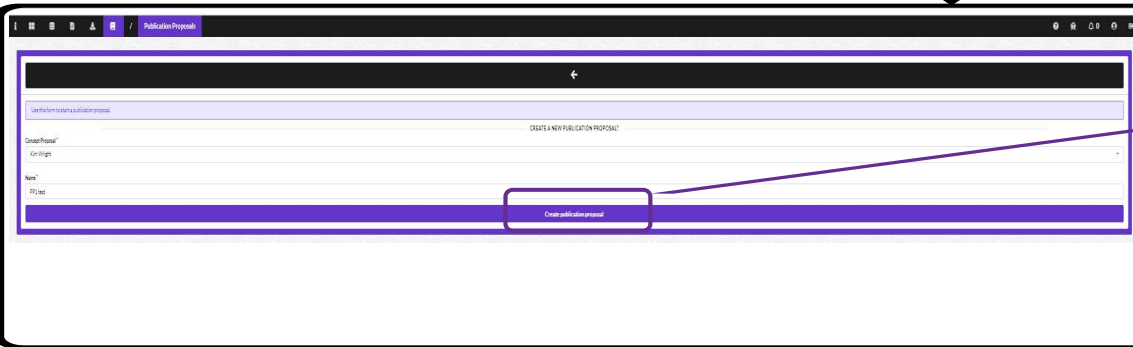 / Publication Proposals
0
Use this form to start a publication proposal.
CREATE A NEW PUBLICATION PROPOSAL?
Concept Proposal*
Kim Wright
Name*
PP1 test
Create publication proposal